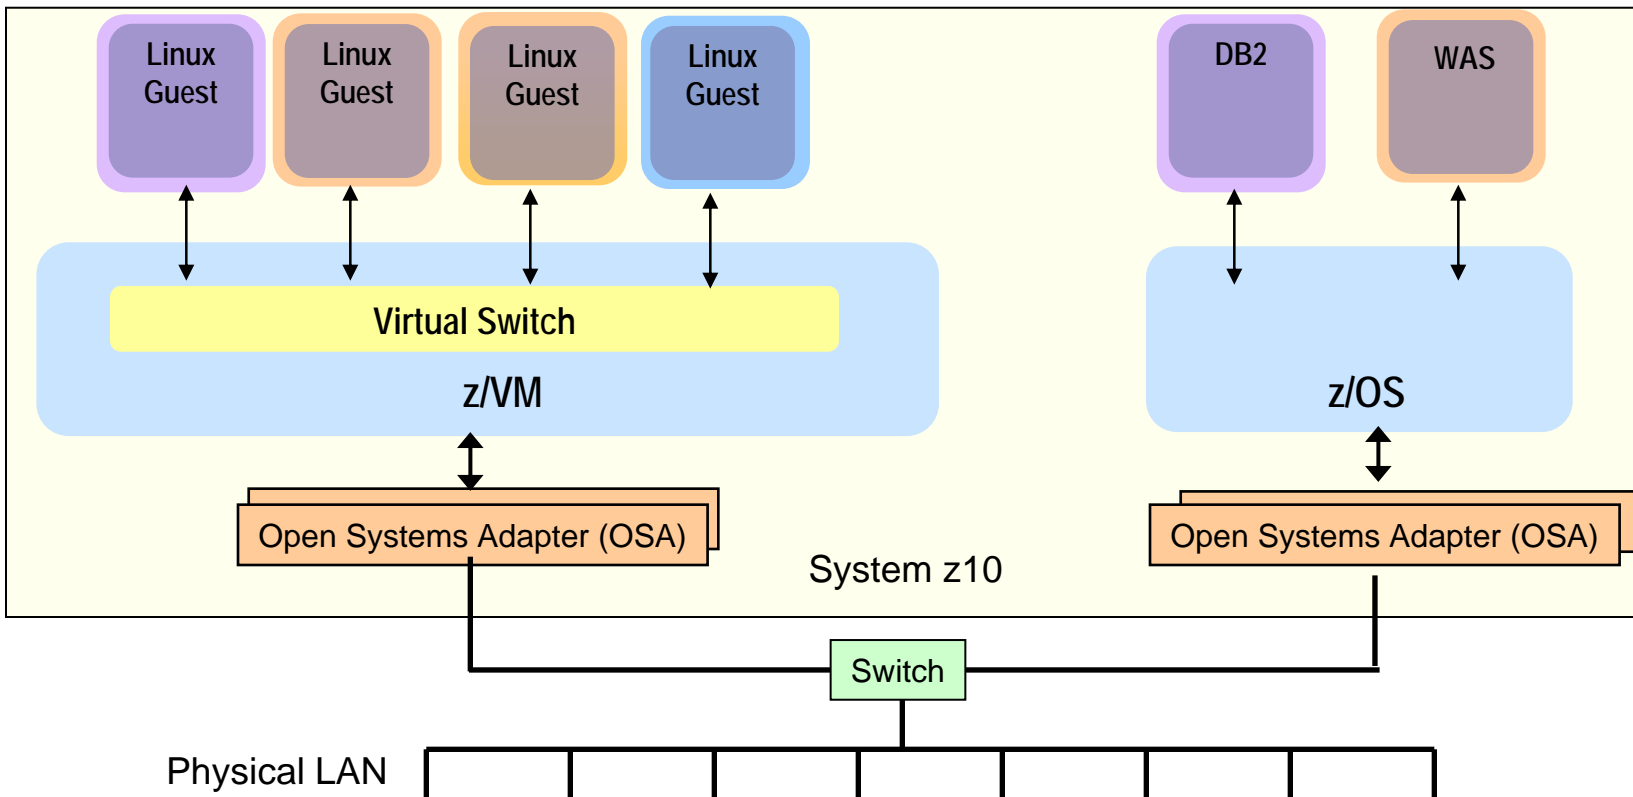 Linux
Guest
Linux
Guest
Linux
Guest
Linux
Guest
DB2
WAS
Virtual Switch
z/VM
z/OS
Open Systems Adapter (OSA)
Open Systems Adapter (OSA)
System z10
Switch
Physical LAN